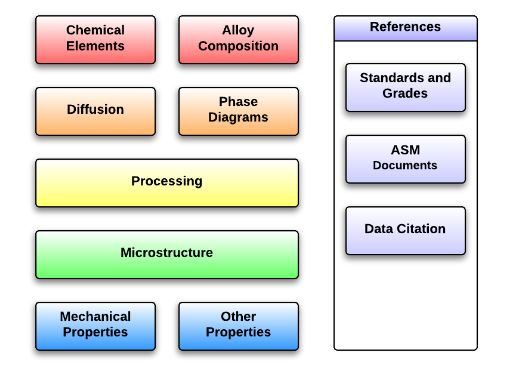 Chemical
Elements
Alloy
Composition
Diffusion
Phase
Diagrams
Processing
Microstructure
Mechanical
Properties
Other
Properties
References
Standards and
Grades
ASM
Documents
Data Citation